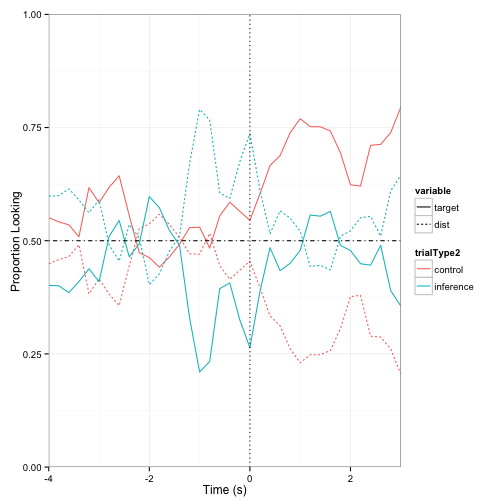 1.00
0.75
0.50
0.25
0.00
-4
-2
0
2
Time (s)
Proportion Looking
variable
target
dist
trialType2
control
inference